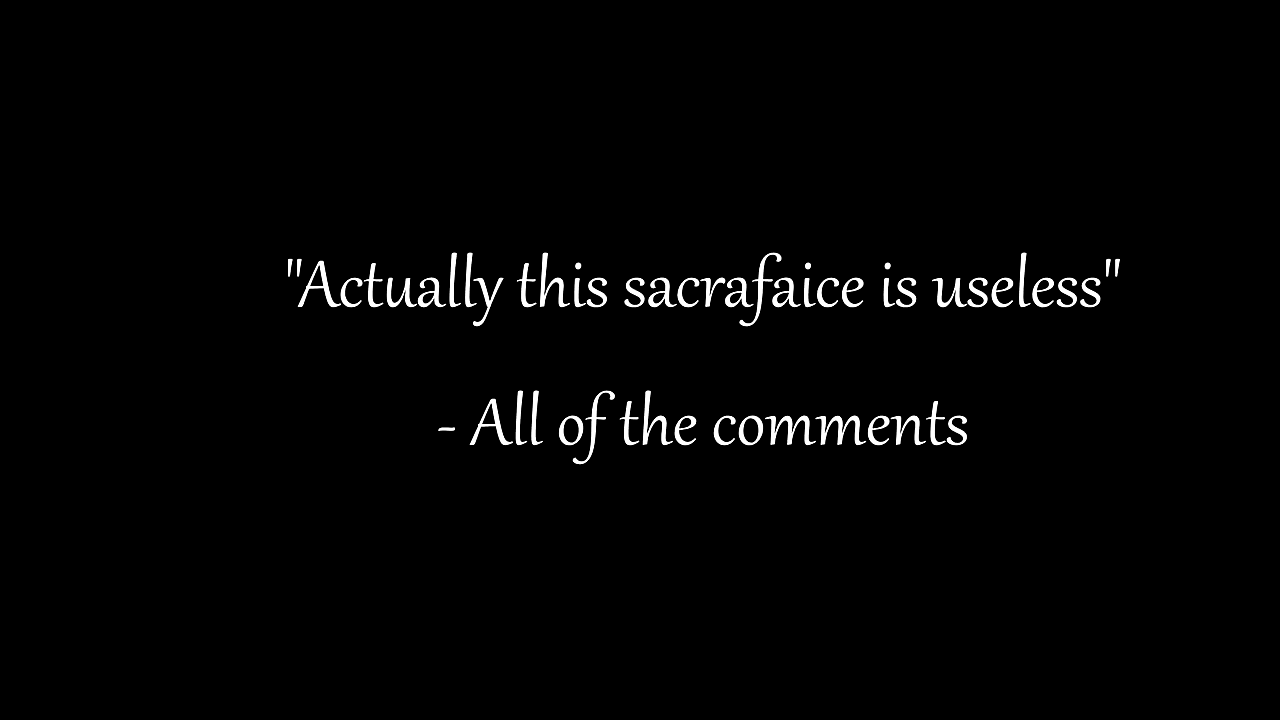 "Actually this sacrafaice is useless"
- All of the comments